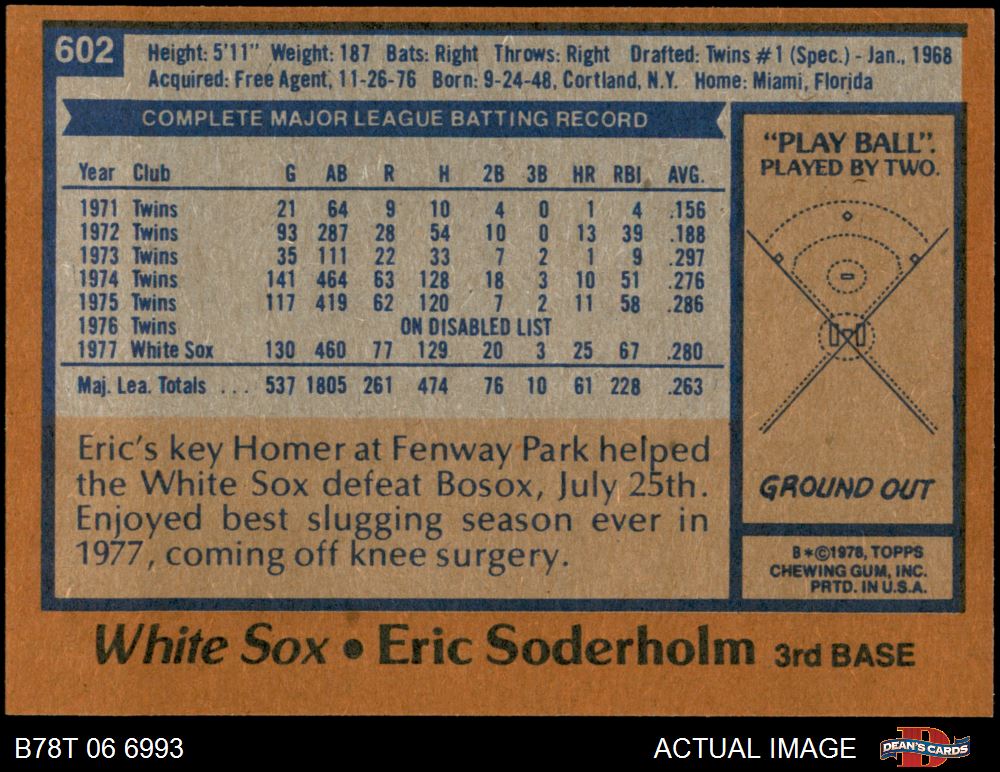 602
Height: 5'11" Weight: 187 Bats: Right Throws: Right Drafted: Twins #1 (Spec.) - Jan., 1968
Acquired: Free Agent, 11-26-76 Born: 9-24-48, Cortland, N.Y. Home: Miami, Florida
COMPLETE MAJOR LEAGUE BATTING RECORD
Year Club G AB R H 2B 3B HR RBI AVG.
1971 Twins 21 64 9 10 4 0 1 4 .156
1972 Twins 93 287 28 54 10 0 13 39 .188
1973 Twins 35 111 22 33 7 2 1 9 .297
1974 Twins 141 464 63 128 18 3 10 51 .276
1975 Twins 117 419 62 120 7 2 11 58 .286
1976 Twins ON DISABLED LIST
1977 White Sox 130 460 77 129 20 3 25 67 .280
Maj. Lea. Totals . . . 537 1805 261 474 76 10 61 228 .263
Eric's key Homer at Fenway Park helped
the White Sox defeat Bosox, July 25th.
Enjoyed best slugging season ever in
1977, coming off knee surgery.
"PLAY BALL".
PLAYED BY TWO.
GROUND OUT
B*©1978, TOPPS
CHEWING GUM, INC.
PRTD. IN U.S.A.
White Sox • Eric Soderholm 3rd BASE
B78T 06 6993
ACTUAL IMAGE
D
DEAN'S CARDS